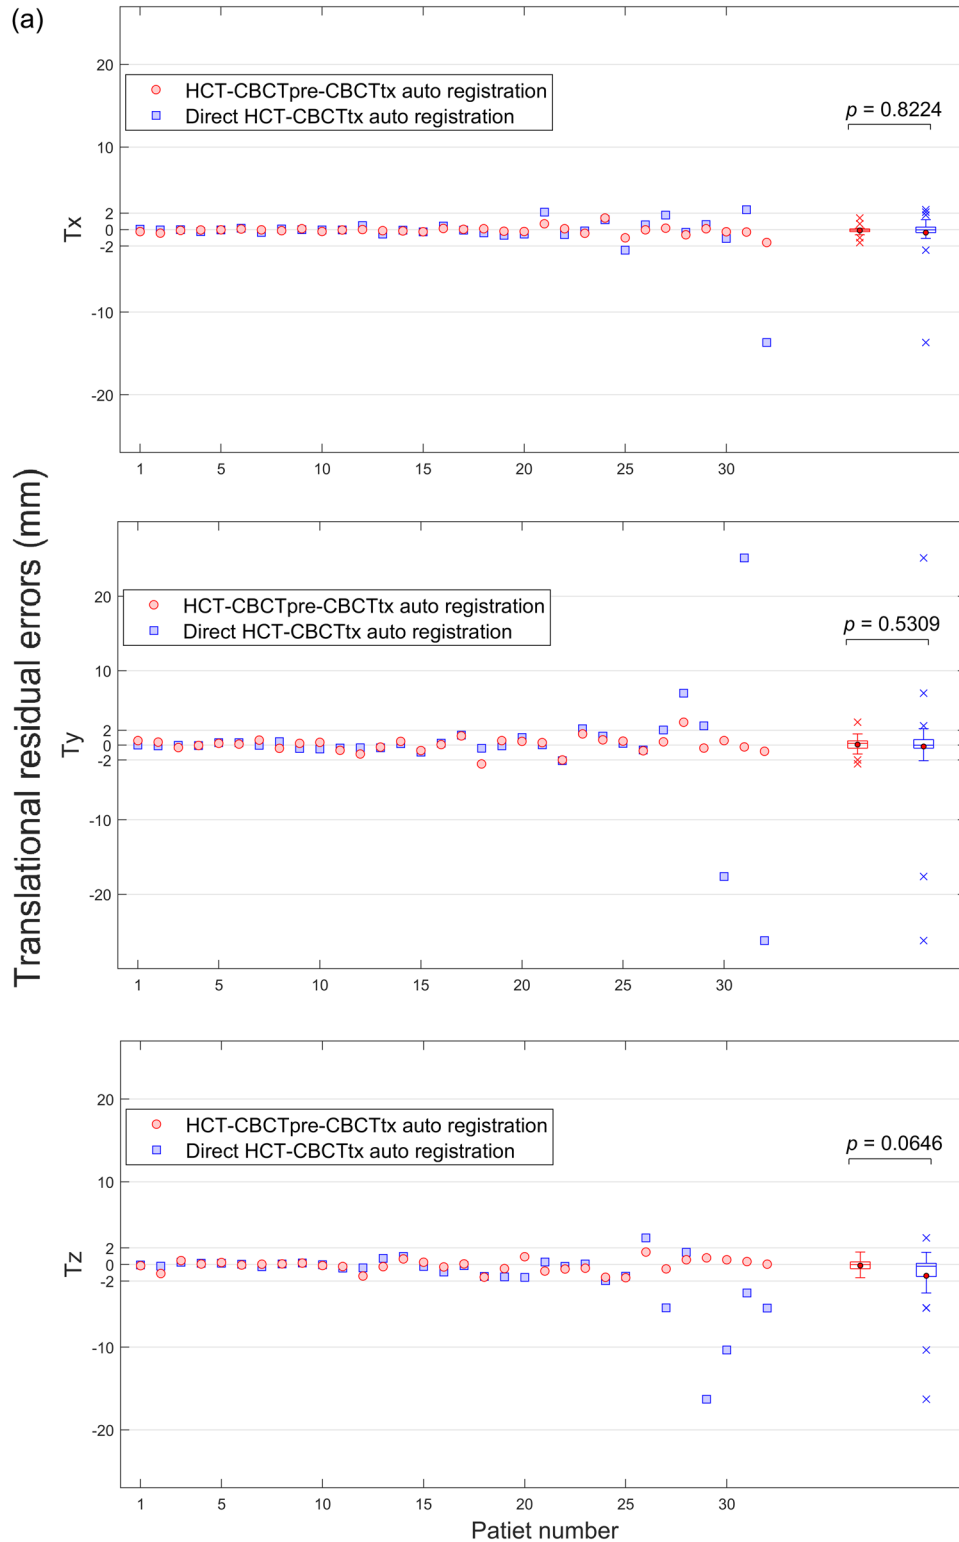 (a)
Translational residual errors (mm)
Tx
20
10
2
0
-2
-10
-20
HCT-CBCTpre-CBCTtx auto registration
Direct HCT-CBCTtx auto registration
p = 0.8224
1 5 10 15 20 25 30
Ty
20
10
2
0
-2
-10
-20
HCT-CBCTpre-CBCTtx auto registration
Direct HCT-CBCTtx auto registration
p = 0.5309
1 5 10 15 20 25 30
Tz
20
10
2
0
-2
-10
-20
HCT-CBCTpre-CBCTtx auto registration
Direct HCT-CBCTtx auto registration
p = 0.0646
1 5 10 15 20 25 30
Patiet number